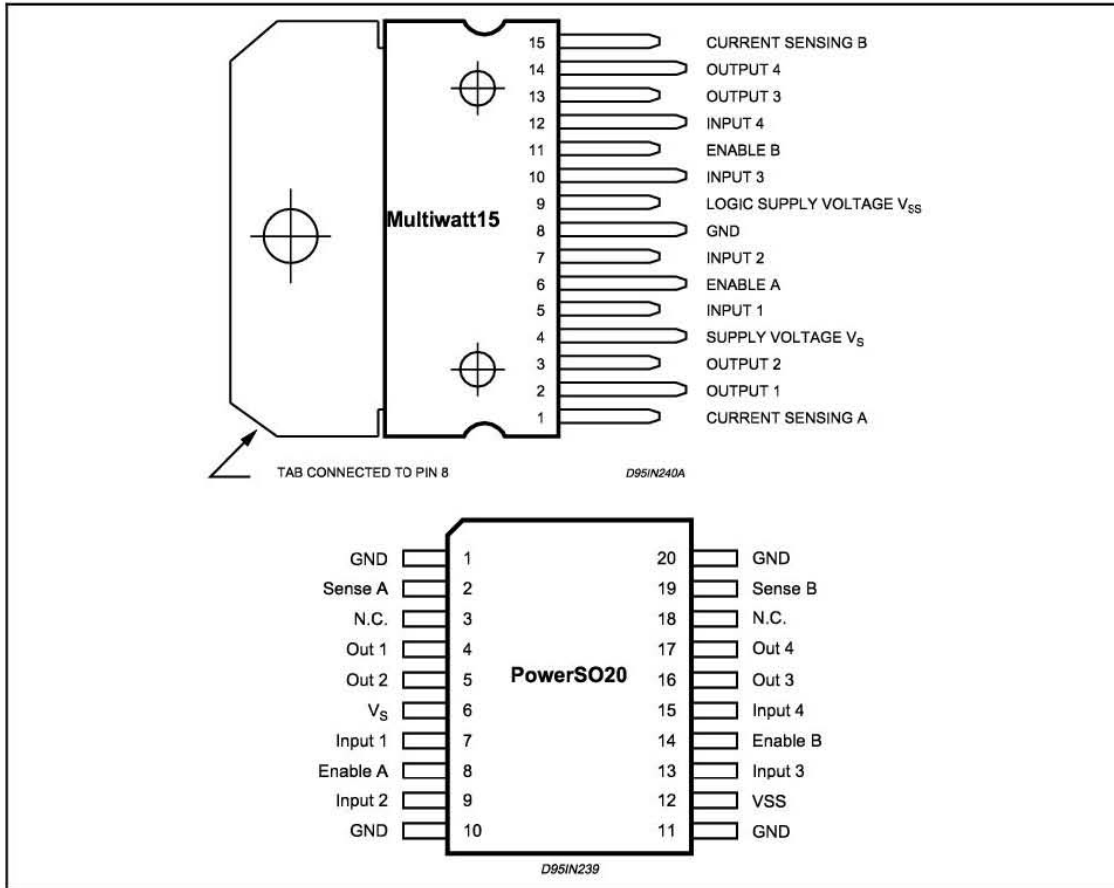 15 CURRENT SENSING B
14 OUTPUT 4
13 OUTPUT 3
12 INPUT 4
11 ENABLE B
10 INPUT 3
9 LOGIC SUPPLY VOLTAGE VSS
Multiwatt15
8 GND
7 INPUT 2
6 ENABLE A
5 INPUT 1
4 SUPPLY VOLTAGE VS
3 OUTPUT 2
2 OUTPUT 1
1 CURRENT SENSING A
TAB CONNECTED TO PIN 8
D95IN240A
GND 1 20 GND
Sense A 2 19 Sense B
N.C. 3 18 N.C.
Out 1 4 17 Out 4
Out 2 5 PowerSO20 16 Out 3
VS 6 15 Input 4
Input 1 7 14 Enable B
Enable A 8 13 Input 3
Input 2 9 12 VSS
GND 10 11 GND
D95IN239